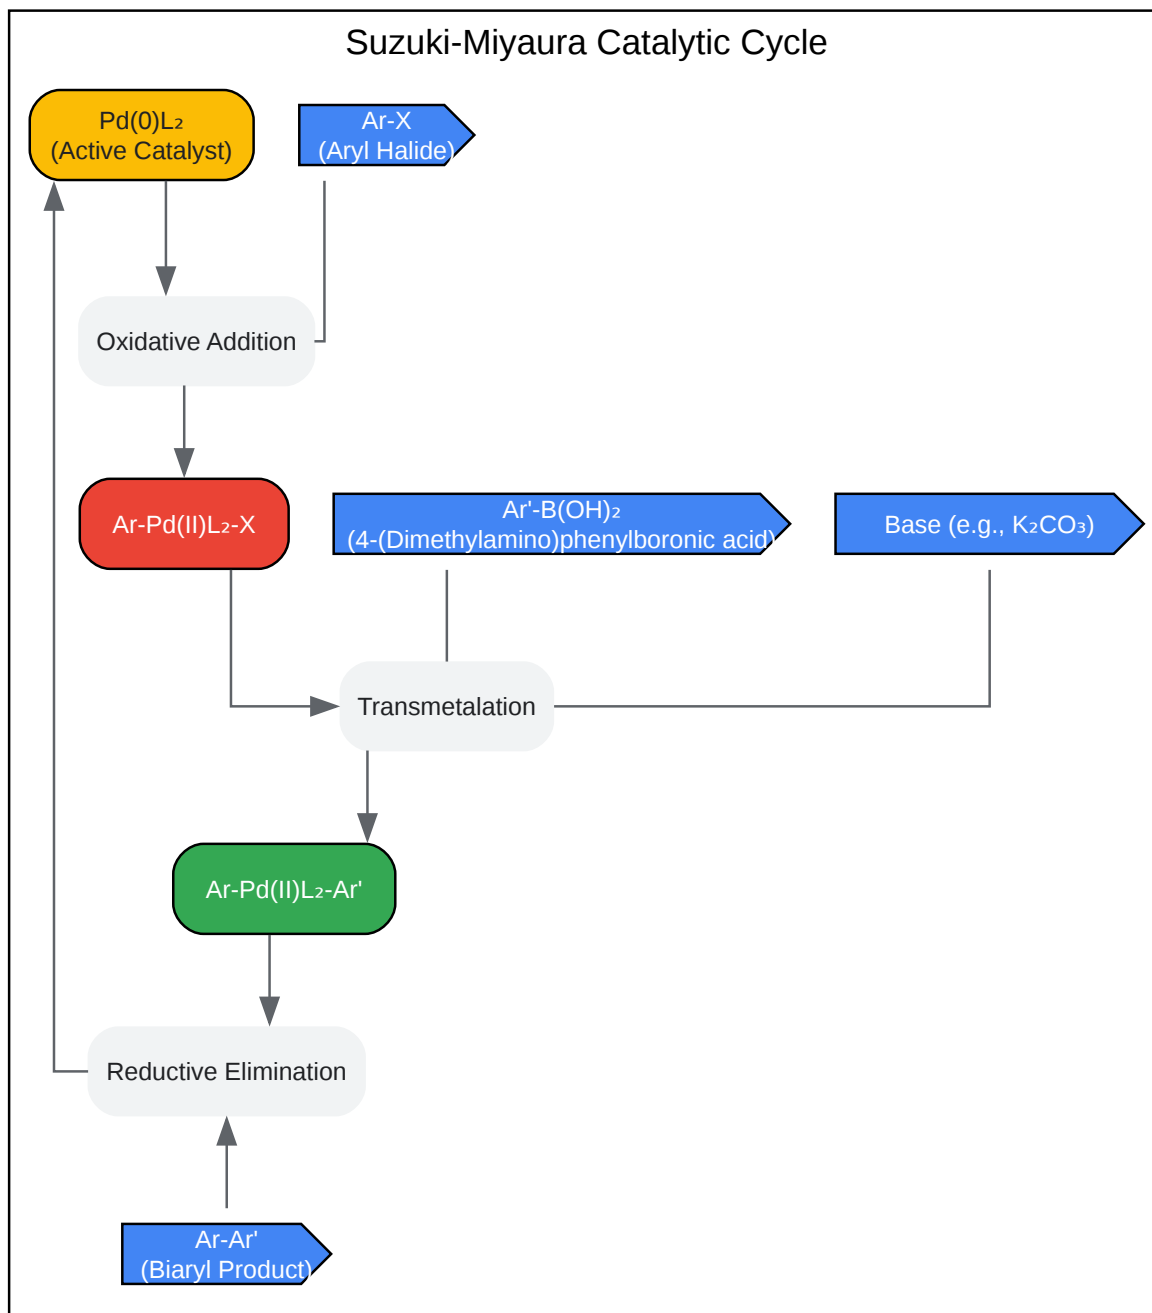 Suzuki-Miyaura Catalytic Cycle
Pd(0)L₂
(Active Catalyst)
Ar-X
(Aryl Halide)
Oxidative Addition
Ar-Pd(II)L₂-X
Ar'-B(OH)₂
(4-(Dimethylamino)phenylboronic acid)
Base (e.g., K₂CO₃)
Transmetalation
Ar-Pd(II)L₂-Ar'
Reductive Elimination
Ar-Ar'
(Biaryl Product)